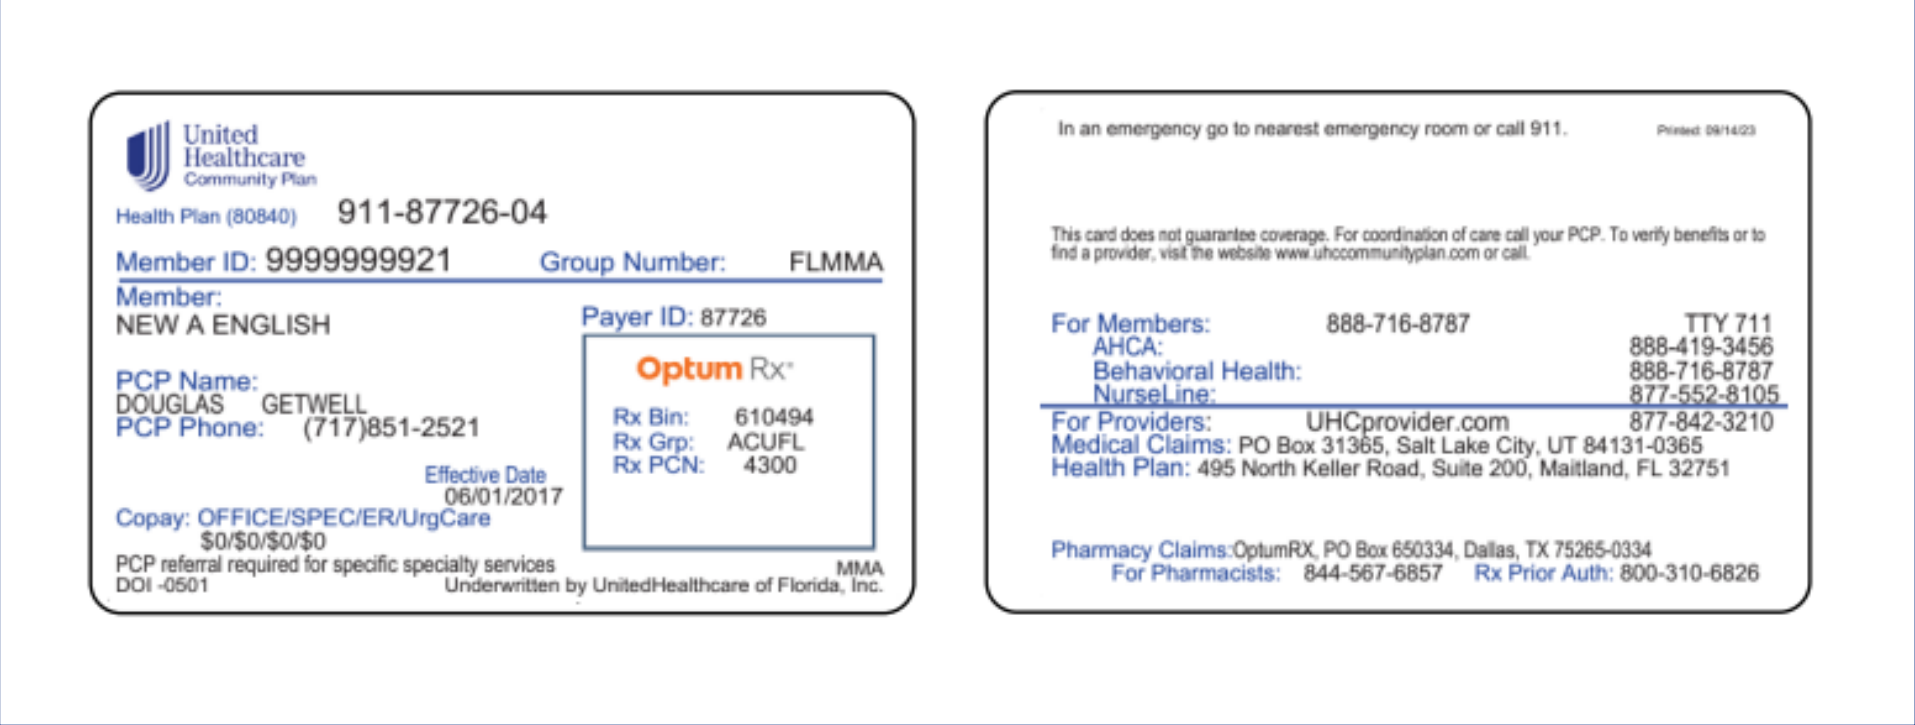 United
Healthcare
Community Plan
Health Plan (80840) 911-87726-04
Member ID: 9999999921 Group Number: FLMMA
Member:
NEW A ENGLISH
Payer ID: 87726
Optum Rx
PCP Name:
DOUGLAS GETWELL
PCP Phone: (717)851-2521
Rx Bin: 610494
Rx Grp: ACUFL
Rx PCN: 4300
Effective Date
06/01/2017
Copay: OFFICE/SPEC/ER/UrgCare
$0/$0/$0/$0
PCP referral required for specific specialty services
MMA
DOI -0501 Underwritten by UnitedHealthcare of Florida, Inc.
In an emergency go to nearest emergency room or call 911. Printed: 09/14/23
This card does not guarantee coverage. For coordination of care call your PCP. To verify benefits or to
find a provider, visit the website www.uhccommunityplan.com or call.
For Members: 888-716-8787 TTY 711
AHCA: 888-419-3456
Behavioral Health: 888-716-8787
NurseLine: 877-552-8105
For Providers: UHCprovider.com 877-842-3210
Medical Claims: PO Box 31365, Salt Lake City, UT 84131-0365
Health Plan: 495 North Keller Road, Suite 200, Maitland, FL 32751
Pharmacy Claims:OptumRX, PO Box 650334, Dallas, TX 75265-0334
For Pharmacists: 844-567-6857 Rx Prior Auth: 800-310-6826